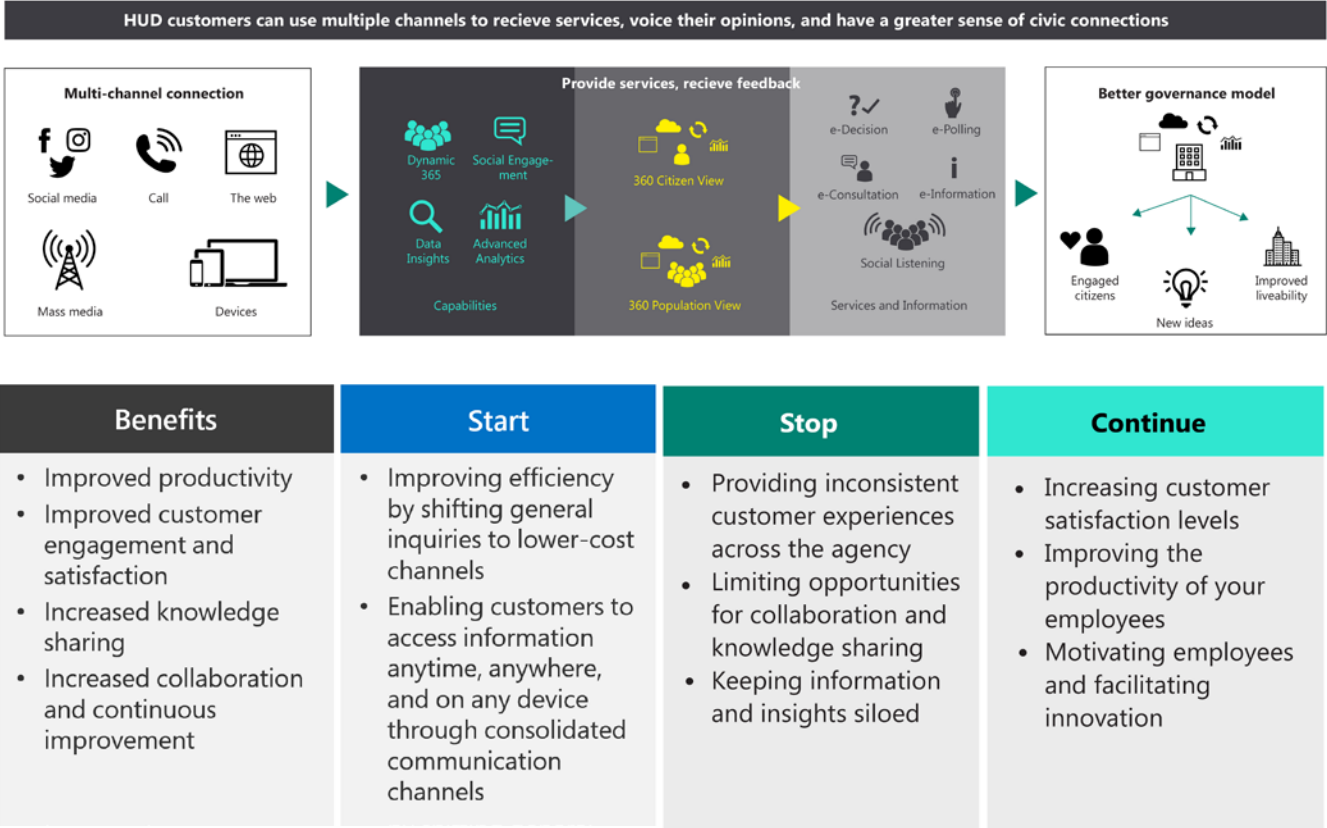 HUD customers can use multiple channels to recieve services, voice their opinions, and have a greater sense of civic connections
Multi-channel connection
Social media
Call
The web
Mass media
Devices
Provide services, recieve feedback
Dynamic
365
Social Engage-
ment
Data
Insights
Advanced
Analytics
Capabilities
360 Citizen View
360 Population View
e-Decision
e-Polling
e-Consultation
e-Information
Social Listening
Services and Information
Better governance model
Engaged
citizens
New ideas
Improved
liveability
Benefits
• Improved productivity
• Improved customer
engagement and
satisfaction
• Increased knowledge
sharing
• Increased collaboration
and continuous
improvement
Start
• Improving efficiency
by shifting general
inquiries to lower-cost
channels
• Enabling customers to
access information
anytime, anywhere,
and on any device
through consolidated
communication
channels
Stop
• Providing inconsistent
customer experiences
across the agency
• Limiting opportunities
for collaboration and
knowledge sharing
• Keeping information
and insights siloed
Continue
• Increasing customer
satisfaction levels
• Improving the
productivity of your
employees
• Motivating employees
and facilitating
innovation